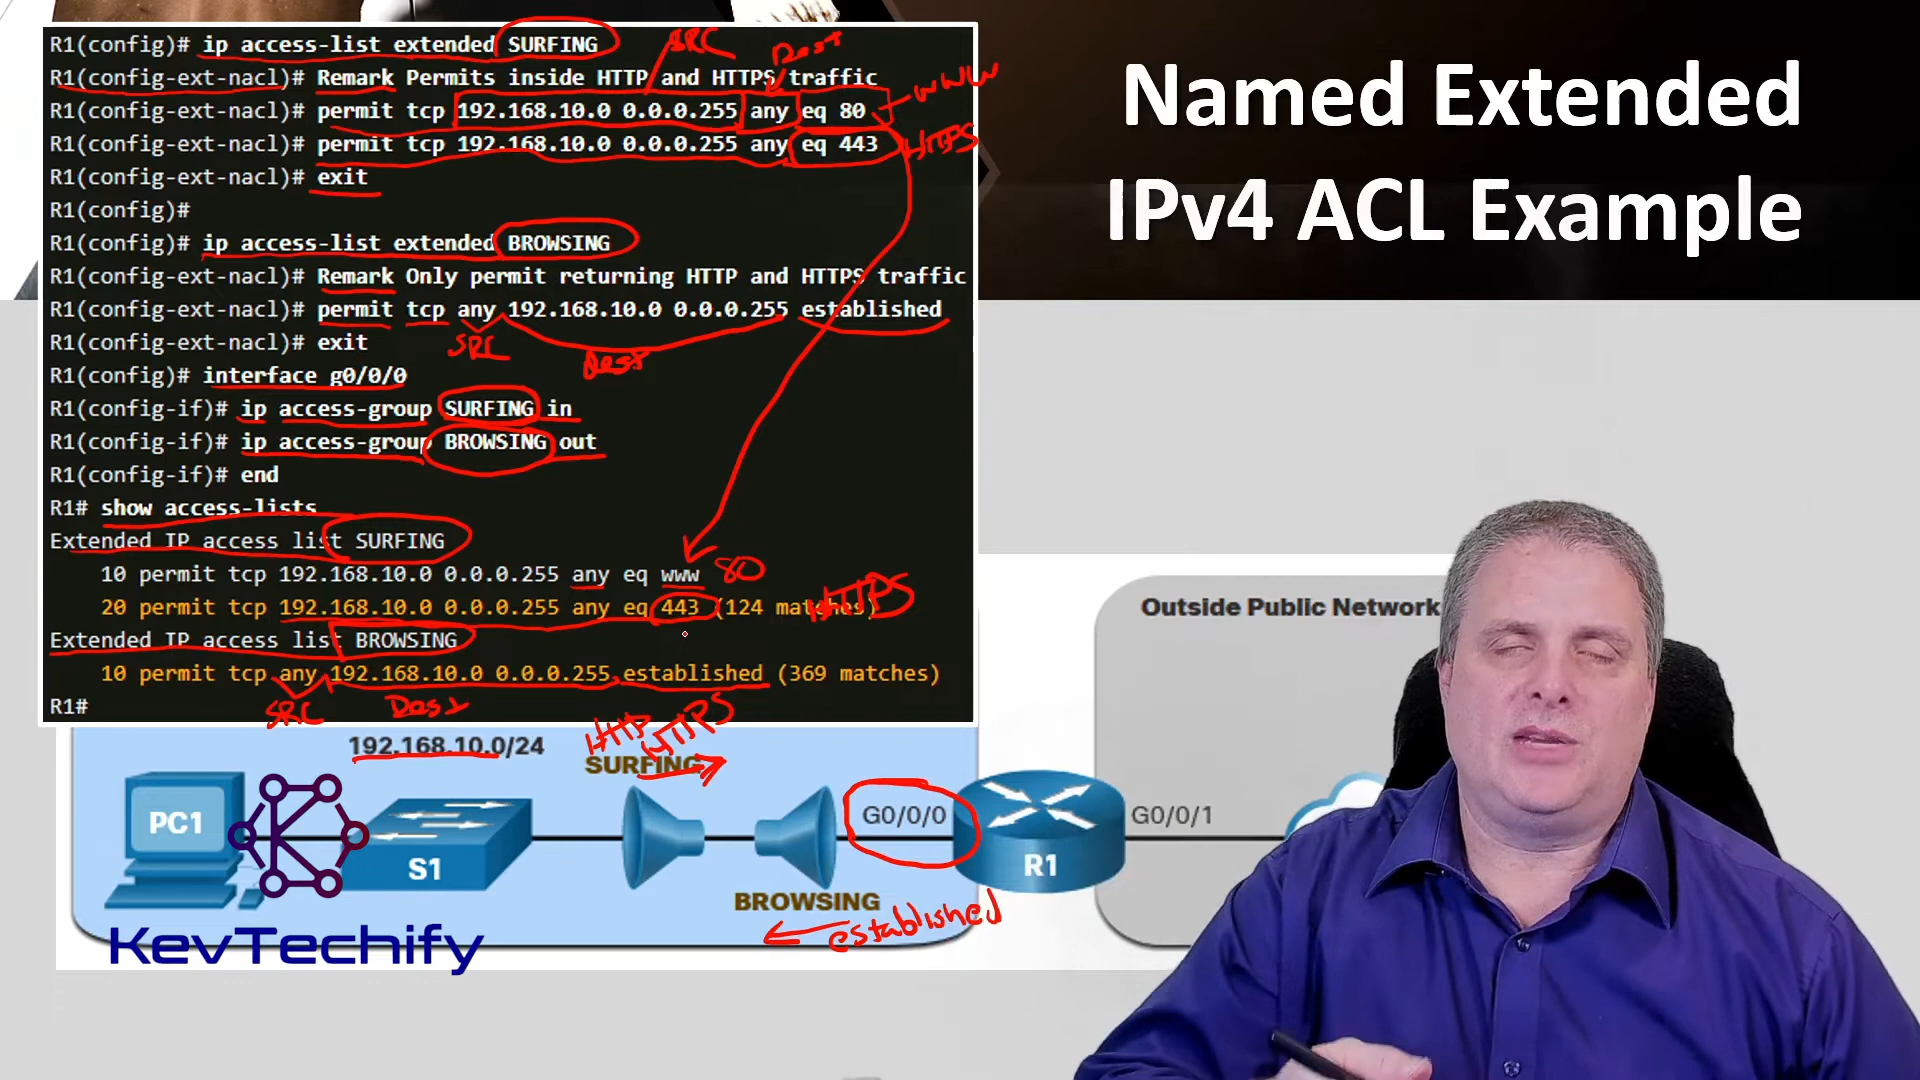 Named Extended
IPv4 ACL Example
R1(config)# ip access-list extended SURFING
R1(config-ext-nacl)# Remark Permits inside HTTP and HTTPS traffic
R1(config-ext-nacl)# permit tcp 192.168.10.0 0.0.0.255 any eq 80
R1(config-ext-nacl)# permit tcp 192.168.10.0 0.0.0.255 any eq 443
R1(config-ext-nacl)# exit
R1(config)#
R1(config)# ip access-list extended BROWSING
R1(config-ext-nacl)# Remark Only permit returning HTTP and HTTPS traffic
R1(config-ext-nacl)# permit tcp any 192.168.10.0 0.0.0.255 established
R1(config-ext-nacl)# exit
R1(config)# interface g0/0/0
R1(config-if)# ip access-group SURFING in
R1(config-if)# ip access-group BROWSING out
R1(config-if)# end
R1# show access-lists
Extended IP access list SURFING
10 permit tcp 192.168.10.0 0.0.0.255 any eq www
20 permit tcp 192.168.10.0 0.0.0.255 any eq 443 (124 matches)
Extended IP access list BROWSING
10 permit tcp any 192.168.10.0 0.0.0.255 established (369 matches)
R1#
SRC
Dest
WWW
HTTPS
SRC
Dest
80
HTTPS
SRC
Dest
HTTP
HTTPS
192.168.10.0/24
SURFING
PC1
S1
G0/0/0
R1
G0/0/1
BROWSING
established
Outside Public Network
KevTechify